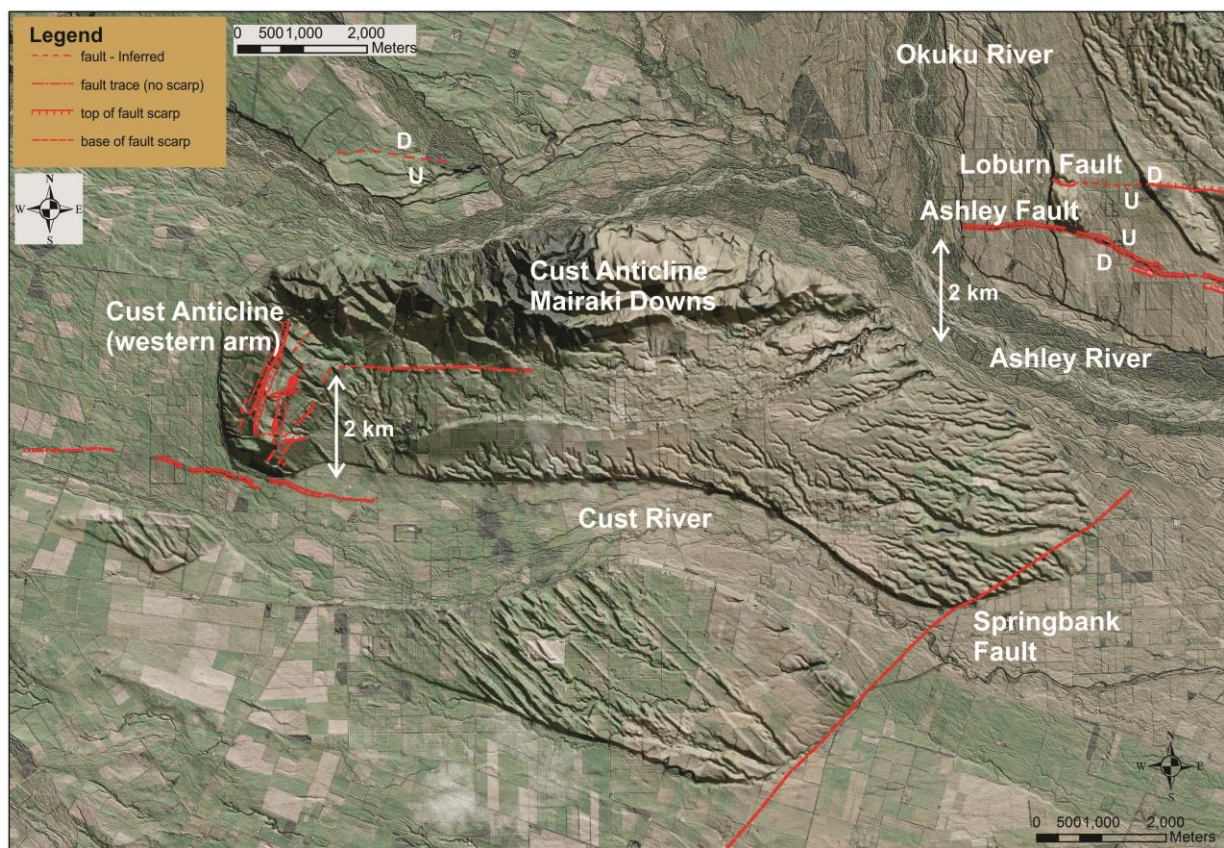 Legend
fault - Inferred
fault trace (no scarp)
top of fault scarp
base of fault scarp
0 500 1,000 2,000
Meters
N
W E
S
D
U
Okuku River
Loburn Fault
D
U
Ashley Fault
U
D
2 km
Cust Anticline
Mairaki Downs
Cust Anticline
(western arm)
Ashley River
2 km
Cust River
Springbank
Fault
N
W E
S
0 500 1,000 2,000
Meters